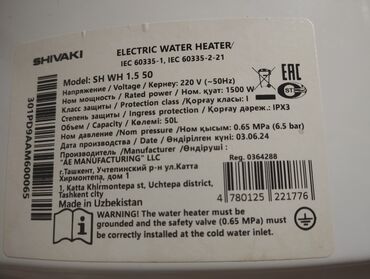 SHIVAKI
ELECTRIC WATER HEATER
IEC 60335-1, IEC 60335-2-21
Model: SH WH 1.5 50
Напряжение / Voltage / Кернеу: 220 V (~50Hz)
Ном мощность / Rated power / Ном. қуат: 1500 W
Класс защиты / Protection class / Қорғау класы: I
Степень защиты / Ingress protection / Қорғау дәреж.: IPX3
Объем / Capacity / Көлемі: 50L
Ном давление /Nom pressure /Ном қысым: 0.65 MPa (6.5 bar)
Дата производства / Date / Өндірілген күні: 03.06.24
Производитель /Manufacturer / Өндіруші :
"AE MANUFACTURING" LLC
г.Ташкент, Учтепинский р-н ул.Катта
Хирмонтепа, дом 1
1, Katta Khirmontepa st, Uchtepa district,
Tashkent city
Made in Uzbekistan
EAC
Reg. 0364288
4 780125 221776
WARNING! The water heater must be
grounded and the safety valve (0.65 MPa) must
be correctly installed at the cold water inlet.